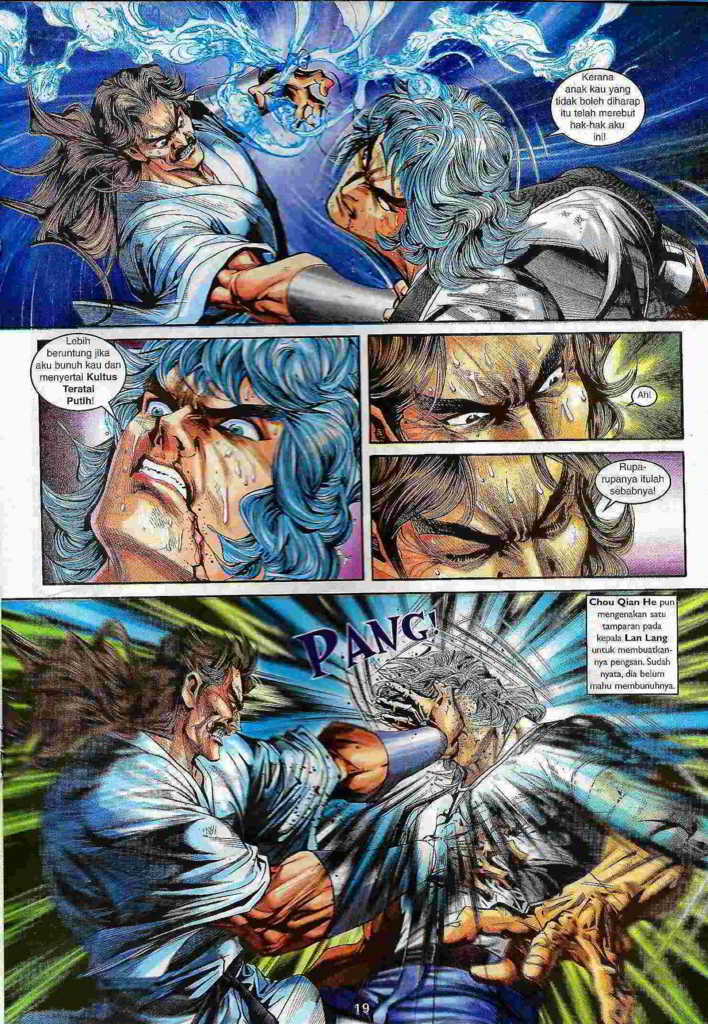 Kerana
anak kau yang
tidak boleh diharap
itu telah merebut
hak-hak aku
ini!
Lebih
beruntung jika
aku bunuh kau dan
menyertai Kultus
Teratai
Putih!
Ah!
Rupa-
rupanya itulah
sebabnya!
PANG!
Chou Qian He pun
mengenakan satu
tamparan pada
kepala Lan Lang
untuk membuatkan-
nya pengsan. Sudah
nyata, dia belum
mahu membunuhnya.
19